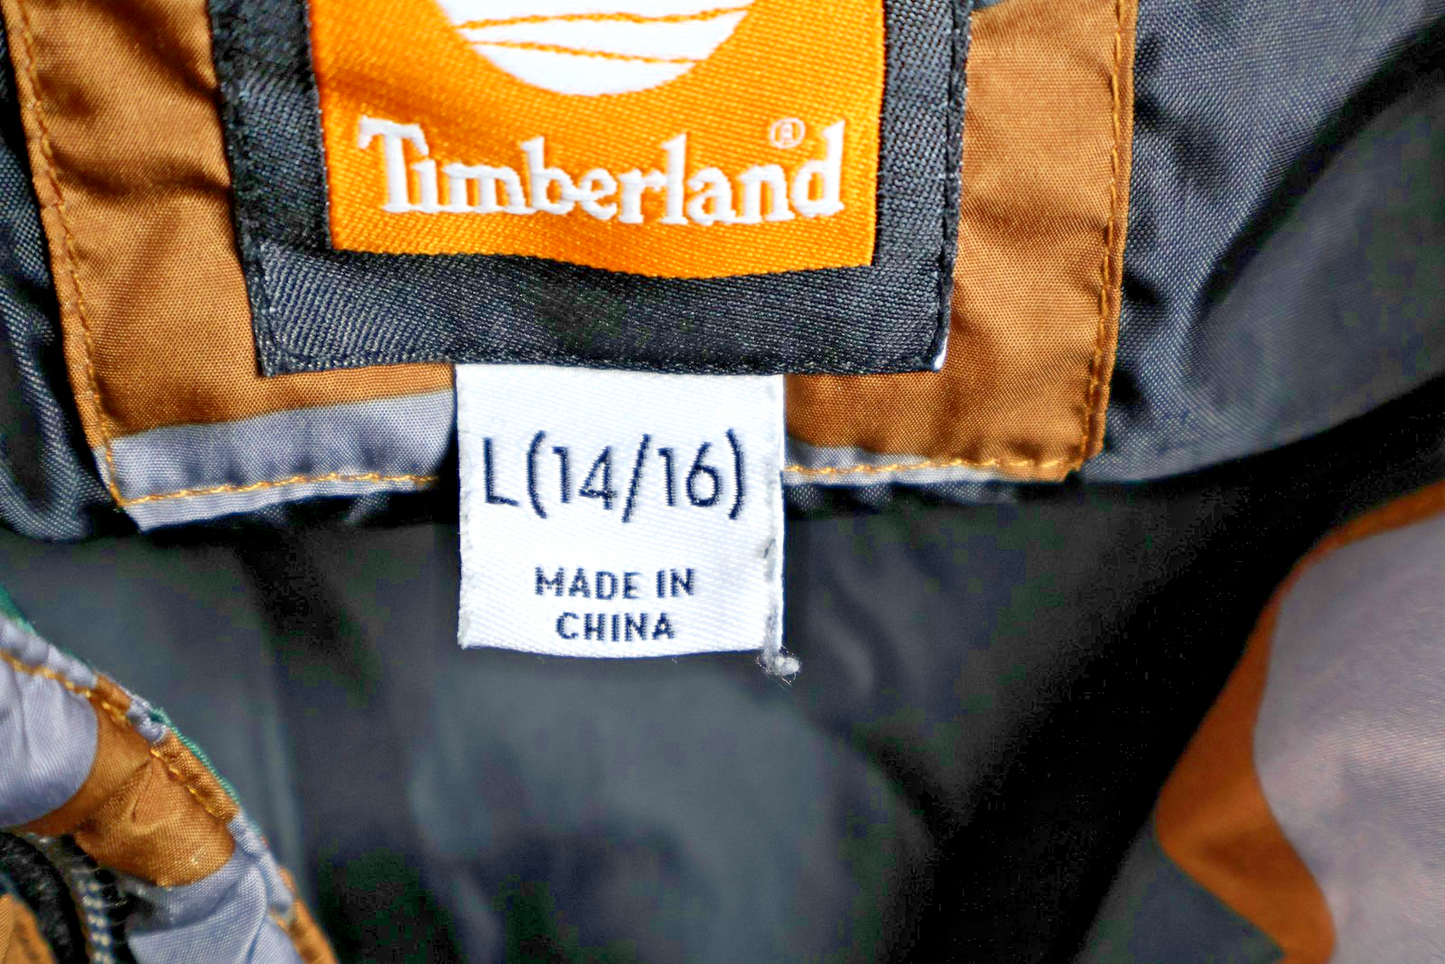 Timberland®
L(14/16)
MADE IN
CHINA